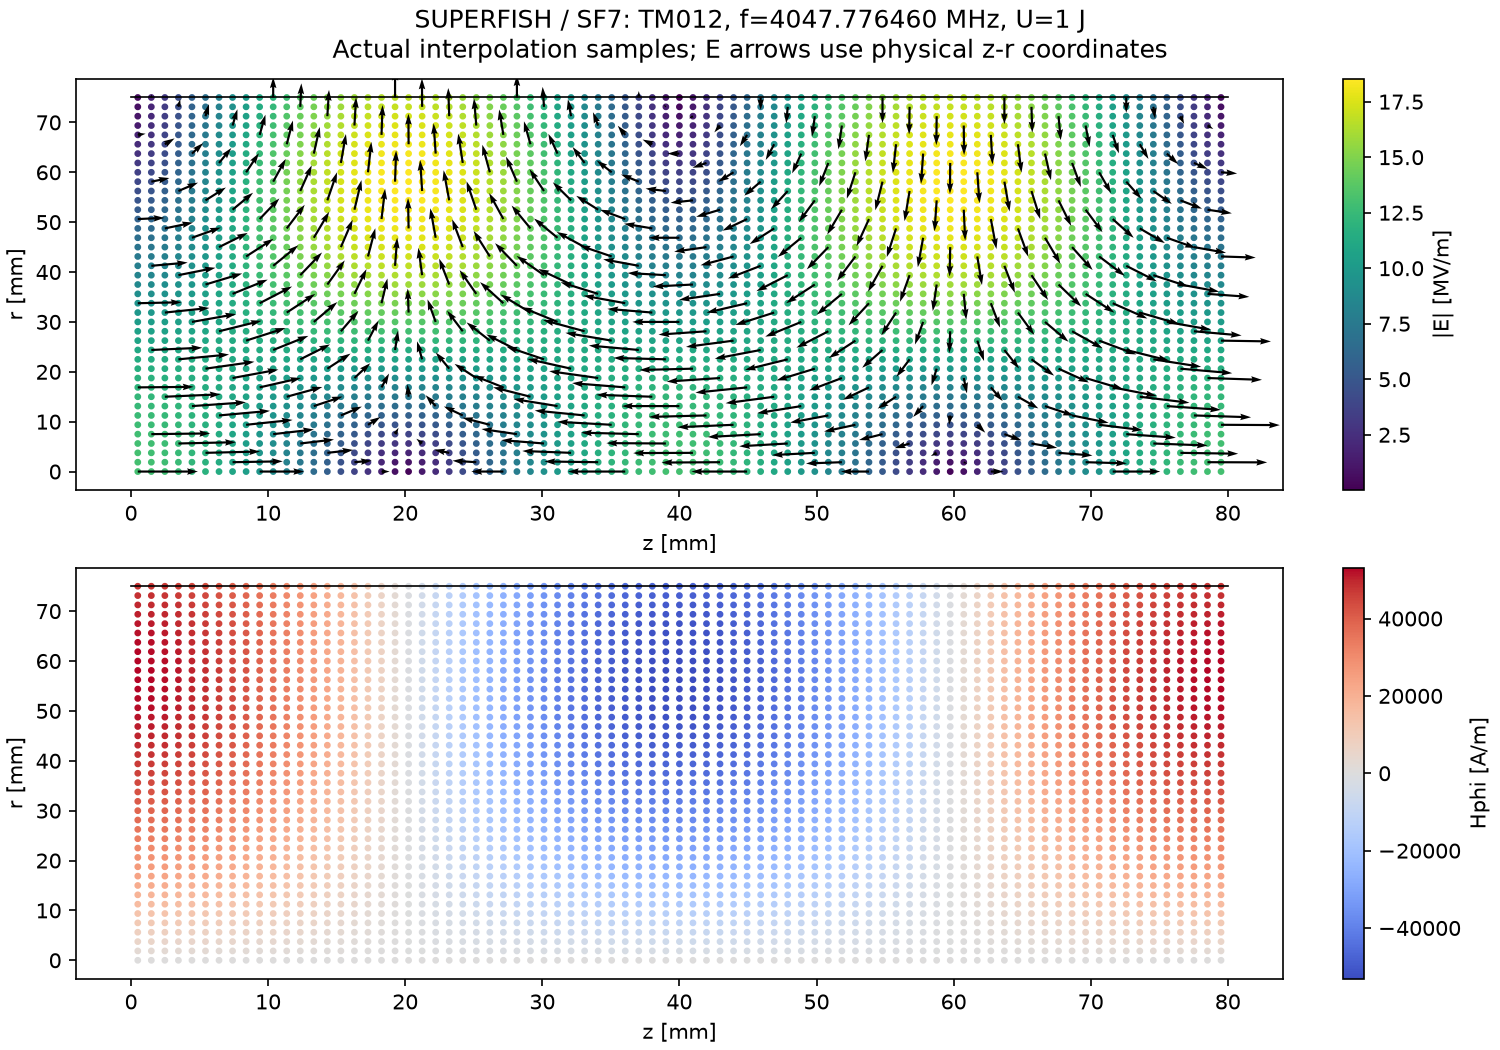 SUPERFISH / SF7: TM012, f=4047.776460 MHz, U=1 J
Actual interpolation samples; E arrows use physical z-r coordinates
70
60
50
40
30
20
10
0
r [mm]
0 10 20 30 40 50 60 70 80
z [mm]
17.5
15.0
12.5
10.0
7.5
5.0
2.5
|E| [MV/m]
70
60
50
40
30
20
10
0
r [mm]
0 10 20 30 40 50 60 70 80
z [mm]
40000
20000
0
−20000
−40000
Hphi [A/m]